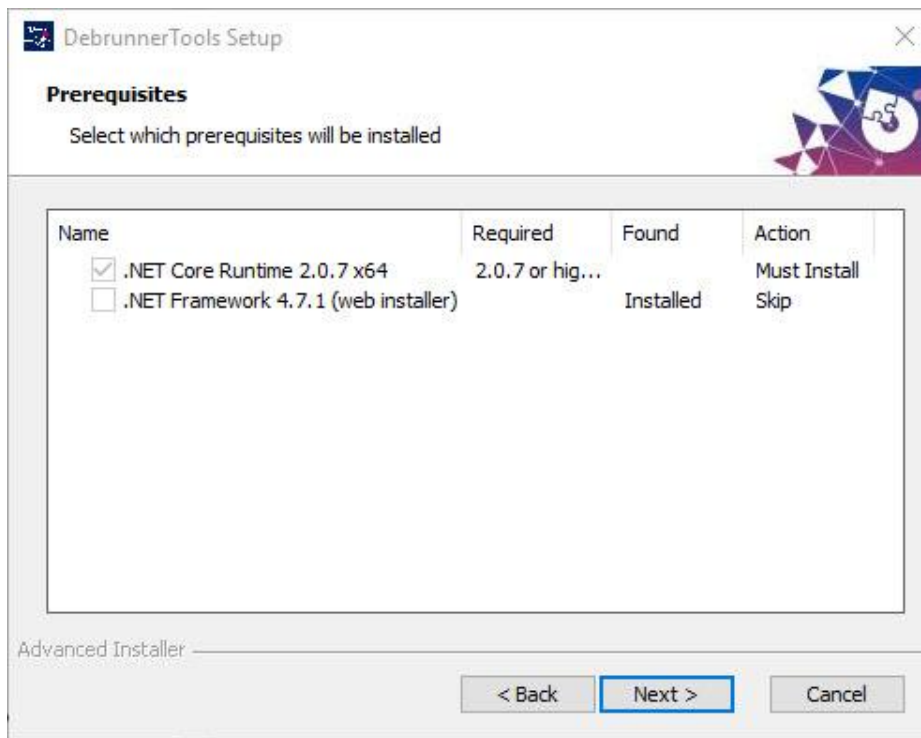 DebrunnerTools Setup
Prerequisites
Select which prerequisites will be installed
Name Required Found Action
.NET Core Runtime 2.0.7 x64 2.0.7 or hig... Must Install
.NET Framework 4.7.1 (web installer) Installed Skip
Advanced Installer
< Back Next > Cancel